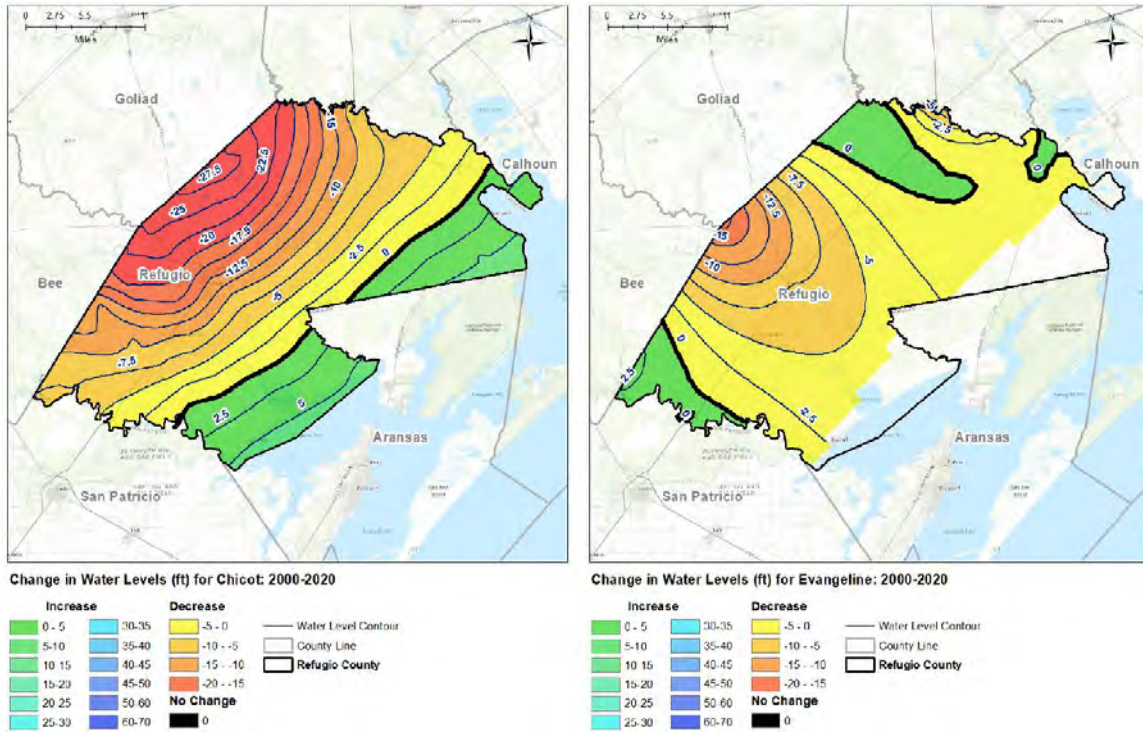 0 2.75 5.5 11
Miles
N
Goliad
Calhoun
-15
-22.5
-27.5
-10
-25
-20
-17.5
Refugio
-12.5
-2.5
0
Bee
-5
-7.5
2.5
5
Aransas
San Patricio
Change in Water Levels (ft) for Chicot: 2000-2020
Increase Decrease
0 - 5 30-35 -5 - 0 Water Level Contour
5-10 35-40 -10 - -5 County Line
10-15 40-45 -15 - -10 Refugio County
15-20 45-50 -20 - -15
20-25 50-60 No Change
25-30 60-70 0
0 2.75 5.5 11
Miles
N
Goliad
-5
-2.5
Calhoun
0
0
-7.5
-12.5
-15
-10
-5
Bee
Refugio
0
2.5
0
-2.5
Aransas
San Patricio
Change in Water Levels (ft) for Evangeline: 2000-2020
Increase Decrease
0 - 5 30-35 -5 - 0 Water Level Contour
5-10 35-40 -10 - -5 County Line
10-15 40-45 -15 - -10 Refugio County
15-20 45-50 -20 - -15
20-25 50-60 No Change
25-30 60-70 0